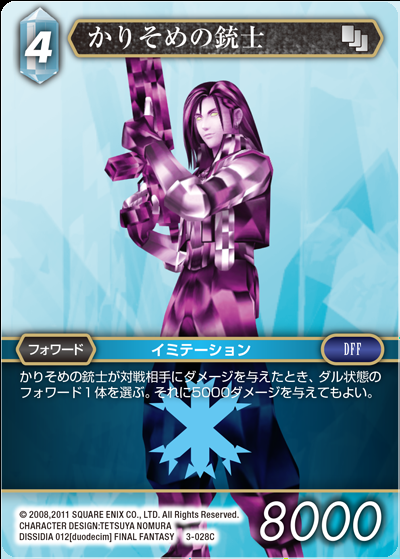 4
かりそめの銃士
フォワード
イミテーション
DFF
かりそめの銃士が対戦相手にダメージを与えたとき、ダル状態の
フォワード1体を選ぶ。それに5000ダメージを与えてもよい。
© 2008,2011 SQUARE ENIX CO., LTD. All Rights Reserved.
CHARACTER DESIGN:TETSUYA NOMURA
DISSIDIA 012[duodecim] FINAL FANTASY
3-028C
8000